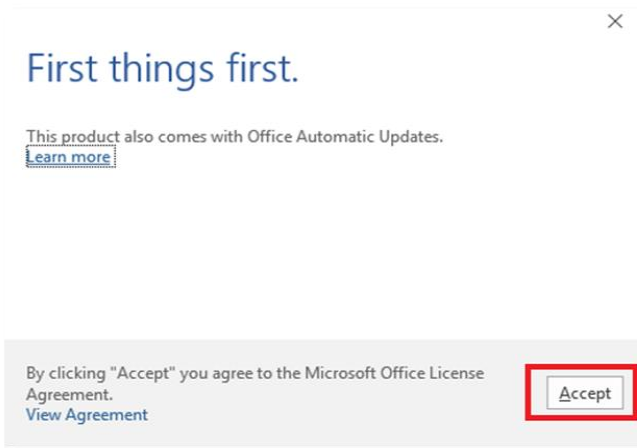 First things first.
This product also comes with Office Automatic Updates.
Learn more
By clicking "Accept" you agree to the Microsoft Office License
Agreement.
View Agreement
Accept